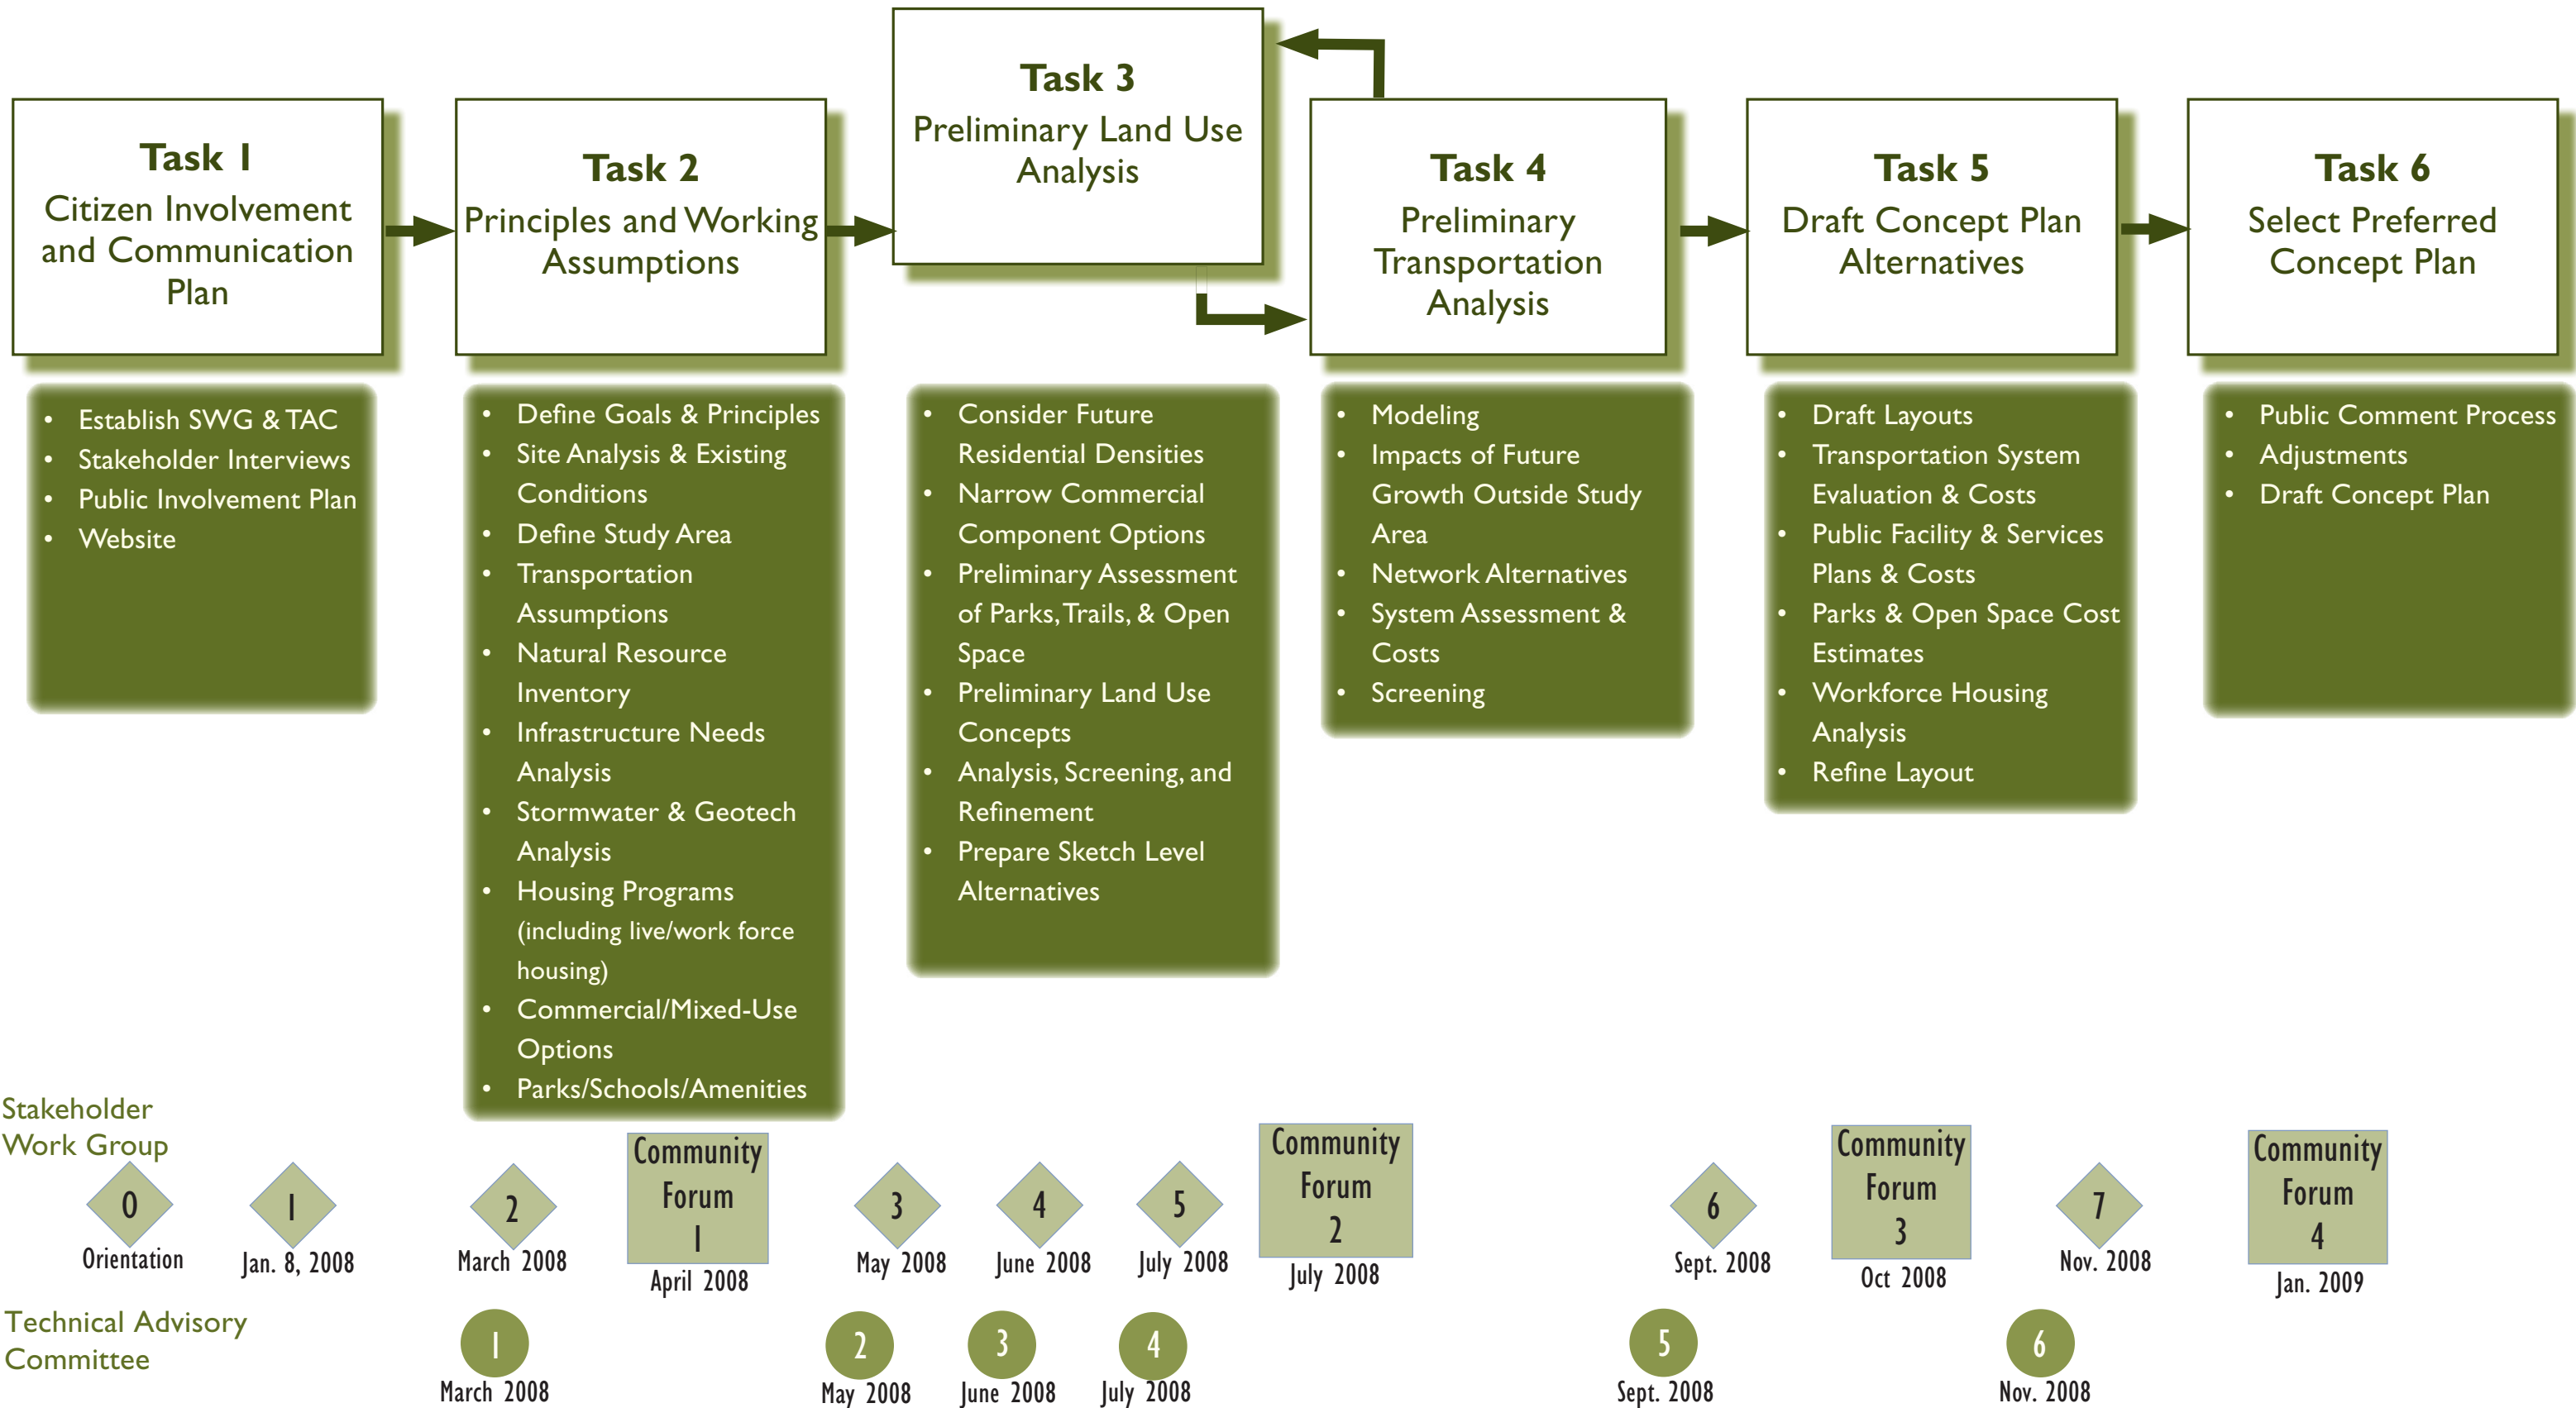 Task 1
Citizen Involvement
and Communication
Plan
• Establish SWG & TAC
• Stakeholder Interviews
• Public Involvement Plan
• Website
Task 2
Principles and Working
Assumptions
• Define Goals & Principles
• Site Analysis & Existing
Conditions
• Define Study Area
• Transportation
Assumptions
• Natural Resource
Inventory
• Infrastructure Needs
Analysis
• Stormwater & Geotech
Analysis
• Housing Programs
(including live/work force
housing)
• Commercial/Mixed-Use
Options
• Parks/Schools/Amenities
Task 3
Preliminary Land Use
Analysis
• Consider Future
Residential Densities
• Narrow Commercial
Component Options
• Preliminary Assessment
of Parks, Trails, & Open
Space
• Preliminary Land Use
Concepts
• Analysis, Screening, and
Refinement
• Prepare Sketch Level
Alternatives
Task 4
Preliminary
Transportation
Analysis
• Modeling
• Impacts of Future
Growth Outside Study
Area
• Network Alternatives
• System Assessment &
Costs
• Screening
Task 5
Draft Concept Plan
Alternatives
• Draft Layouts
• Transportation System
Evaluation & Costs
• Public Facility & Services
Plans & Costs
• Parks & Open Space Cost
Estimates
• Workforce Housing
Analysis
• Refine Layout
Task 6
Select Preferred
Concept Plan
• Public Comment Process
• Adjustments
• Draft Concept Plan
Stakeholder
Work Group
0
Orientation
1
Jan. 8, 2008
2
March 2008
Community
Forum
1
April 2008
3
May 2008
4
June 2008
5
July 2008
Community
Forum
2
July 2008
6
Sept. 2008
Community
Forum
3
Oct 2008
7
Nov. 2008
Community
Forum
4
Jan. 2009
Technical Advisory
Committee
1
March 2008
2
May 2008
3
June 2008
4
July 2008
5
Sept. 2008
6
Nov. 2008